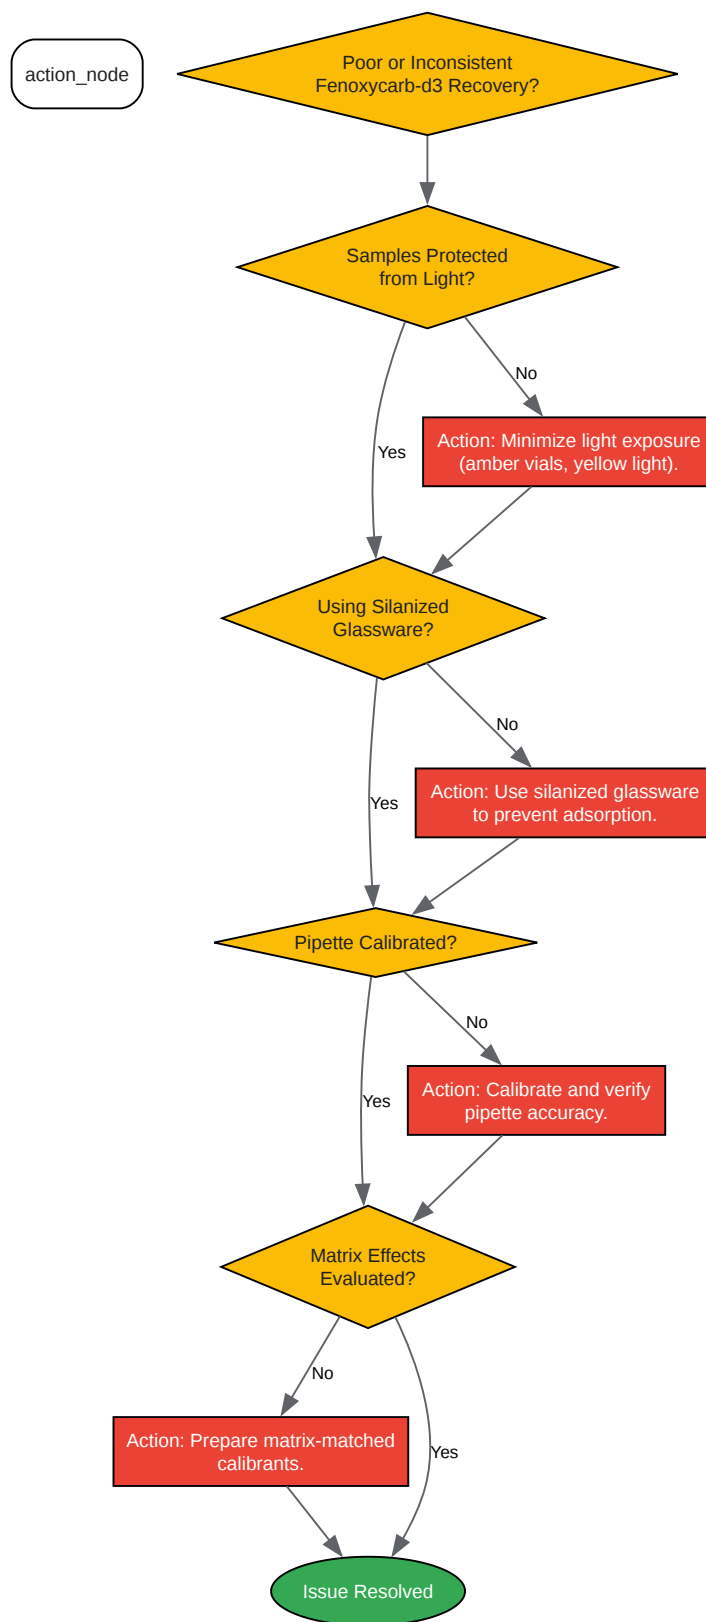 action_node
Poor or Inconsistent
Fenoxycarb-d3 Recovery?
Samples Protected
from Light?
No
Action: Minimize light exposure
(amber vials, yellow light).
Yes
Using Silanized
Glassware?
No
Action: Use silanized glassware
to prevent adsorption.
Yes
Pipette Calibrated?
No
Action: Calibrate and verify
pipette accuracy.
Yes
Matrix Effects
Evaluated?
No
Action: Prepare matrix-matched
calibrants.
Yes
Issue Resolved